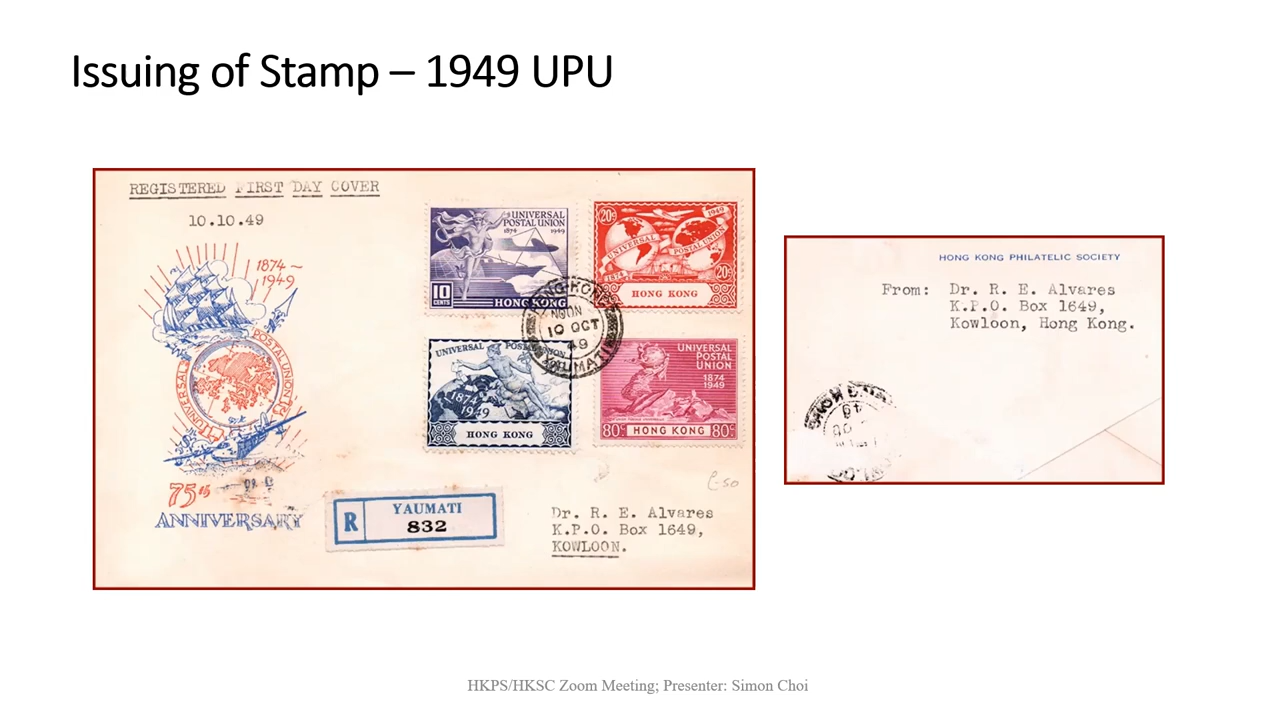 Issuing of Stamp – 1949 UPU
REGISTERED FIRST DAY COVER
10.10.49
1874 ~
1949
UNIVERSAL
POSTAL UNION
75th
ANNIVERSARY
UNIVERSAL
POSTAL UNION
1874 1949
10
CENTS
HONG KONG
20c
1949
UNIVERSAL POSTAL UNION
1874
20c
HONG KONG
HONG KONG
NOON
10 OCT
49
YAUMATI
UNIVERSAL POSTAL UNION
1874
1949
HONG KONG
UNIVERSAL
POSTAL
UNION
1874
1949
80c HONG KONG 80c
R
YAUMATI
832
Dr. R. E. Alvares
K.P.O. Box 1649,
KOWLOON.
HONG KONG PHILATELIC SOCIETY
From: Dr. R. E. Alvares
K.P.O. Box 1649,
Kowloon, Hong Kong.
HKPS/HKSC Zoom Meeting; Presenter: Simon Choi